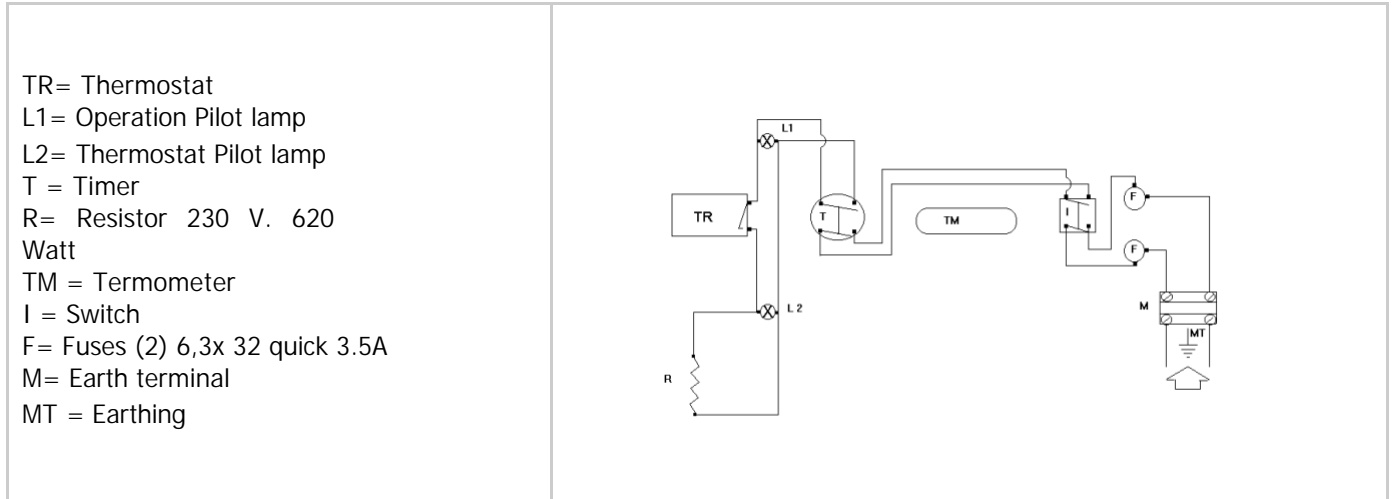 TR= Thermostat
L1= Operation Pilot lamp
L2= Thermostat Pilot lamp
T = Timer
R= Resistor 230 V. 620
Watt
TM = Termometer
I = Switch
F= Fuses (2) 6,3x 32 quick 3.5A
M= Earth terminal
MT = Earthing
L1
TR
T
TM
I
F
F
L 2
M
MT
R